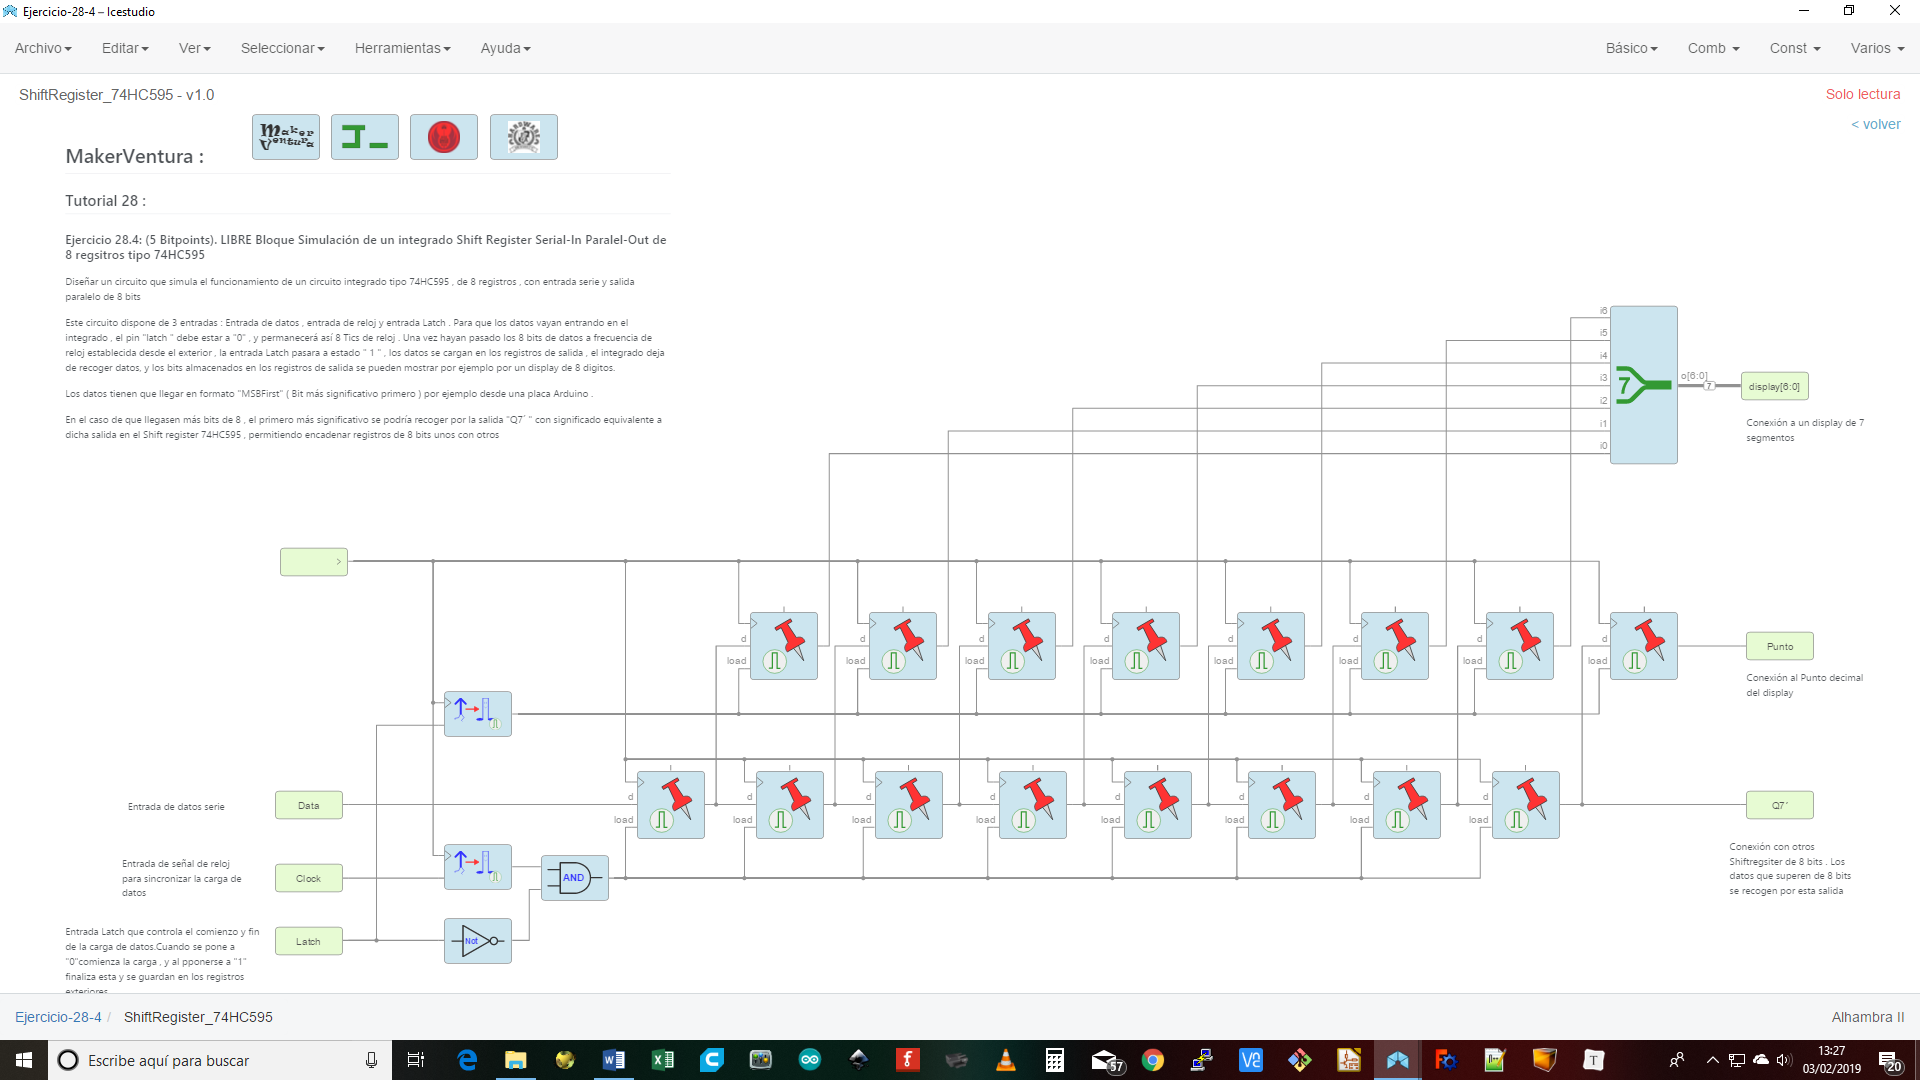 Ejercicio-28-4 – Icestudio
Archivo Editar Ver Seleccionar Herramientas Ayuda Básico Comb Const Varios
ShiftRegister_74HC595 - v1.0
Solo lectura
< volver
Maker
Ventura
MakerVentura :
Tutorial 28 :
Ejercicio 28.4: (5 Bitpoints). LIBRE Bloque Simulación de un integrado Shift Register Serial-In Paralel-Out de
8 regsitros tipo 74HC595
Diseñar un circuito que simula el funcionamiento de un circuito integrado tipo 74HC595 , de 8 registros , con entrada serie y salida
paralelo de 8 bits
Este circuito dispone de 3 entradas : Entrada de datos , entrada de reloj y entrada Latch . Para que los datos vayan entrando en el
integrado , el pin "latch " debe estar a "0" , y permanecerá así 8 Tics de reloj . Una vez hayan pasado los 8 bits de datos a frecuencia de
reloj establecida desde el exterior , la entrada Latch pasara a estado " 1 " , los datos se cargan en los registros de salida , el integrado deja
de recoger datos, y los bits almacenados en los registros de salida se pueden mostrar por ejemplo por un display de 8 digitos.
Los datos tienen que llegar en formato "MSBFirst" ( Bit más significativo primero ) por ejemplo desde una placa Arduino .
En el caso de que llegasen más bits de 8 , el primero más significativo se podría recoger por la salida "Q7´ " con significado equivalente a
dicha salida en el Shift register 74HC595 , permitiendo encadenar registros de 8 bits unos con otros
i6
i5
i4
i3
i2
i1
i0
7
o[6:0]
7
display[6:0]
Conexión a un display de 7
segmentos
d d d d d d d d
load load load load load load load load
Punto
Conexión al Punto decimal
del display
d d d d d d d d
load load load load load load load load
Entrada de datos serie
Data
Q7´
Entrada de señal de reloj
para sincronizar la carga de
datos
Clock
AND
Conexión con otros
Shiftregsiter de 8 bits . Los
datos que superen de 8 bits
se recogen por esta salida
Entrada Latch que controla el comienzo y fin
de la carga de datos.Cuando se pone a
"0"comienza la carga , y al pponerse a "1"
finaliza esta y se guardan en los registros
exteriores
Latch
Not
Ejercicio-28-4 / ShiftRegister_74HC595
Alhambra II
Escribe aquí para buscar
57
13:27
03/02/2019
20